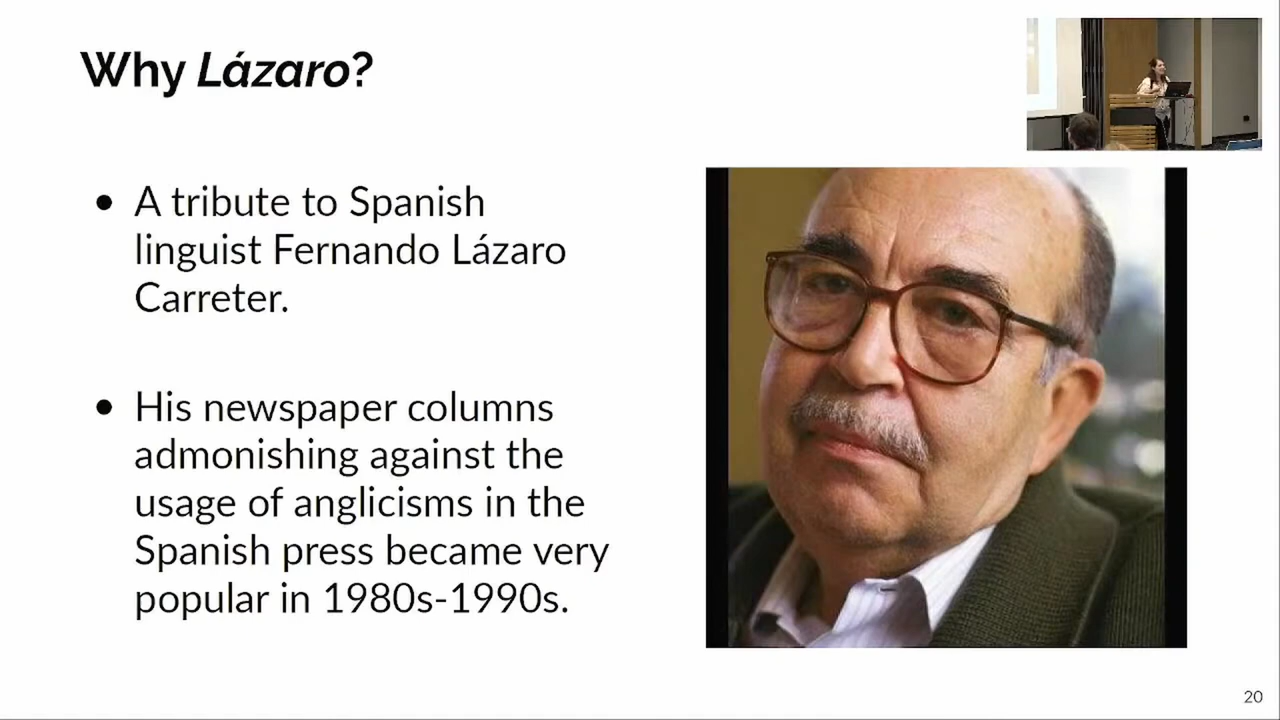 Why Lázaro?
• A tribute to Spanish
linguist Fernando Lázaro
Carreter.
• His newspaper columns
admonishing against the
usage of anglicisms in the
Spanish press became very
popular in 1980s-1990s.
20